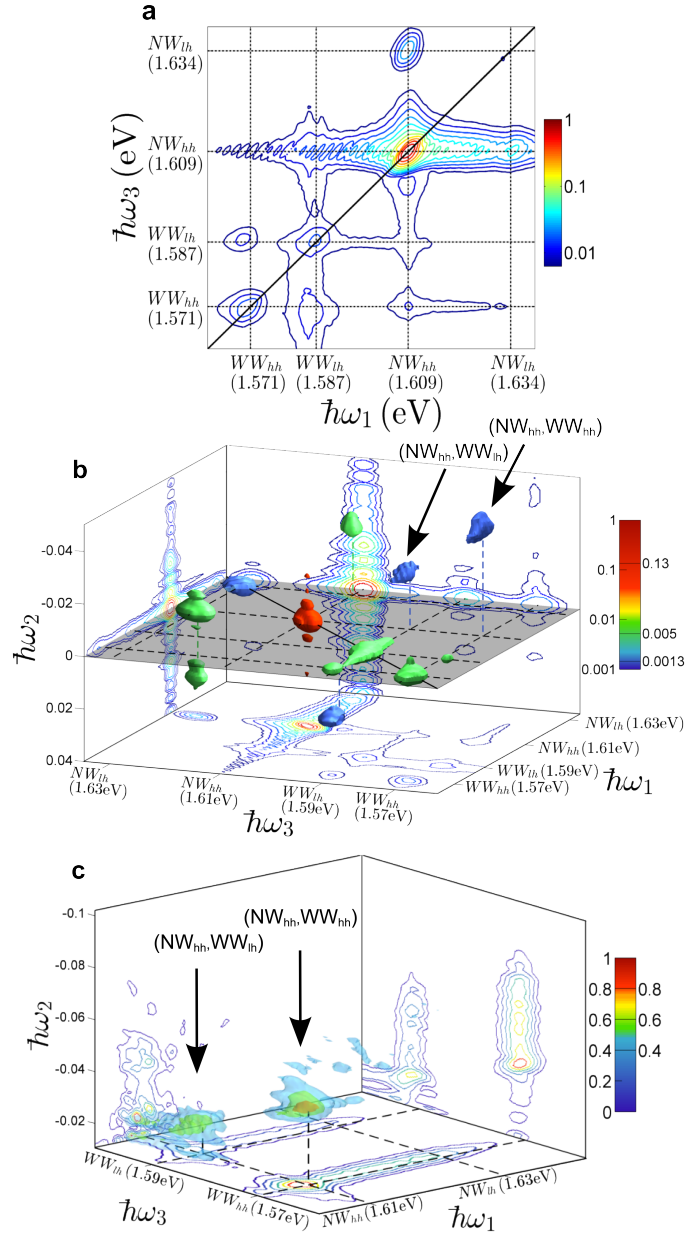 a
NW_lh
(1.634)
NW_hh
(1.609)
WW_lh
(1.587)
WW_hh
(1.571)
ħω₃ (eV)
1
0.1
0.01
WW_hh
(1.571)
WW_lh
(1.587)
NW_hh
(1.609)
NW_lh
(1.634)
ħω₁ (eV)
b
(NW_hh,WW_lh)
(NW_hh,WW_hh)
-0.04
-0.02
0
0.02
0.04
ħω₂
1
0.1
0.01
0.001
0.13
0.005
0.0013
NW_lh
(1.63eV)
NW_hh
(1.61eV)
WW_lh
(1.59eV)
WW_hh
(1.57eV)
ħω₃
NW_lh (1.63eV)
NW_hh (1.61eV)
WW_lh (1.59eV)
WW_hh (1.57eV)
ħω₁
c
(NW_hh,WW_lh)
(NW_hh,WW_hh)
-0.1
-0.08
-0.06
-0.04
-0.02
ħω₂
1
0.8
0.6
0.4
0.2
0
0.8
0.6
0.4
WW_lh (1.59eV)
WW_hh (1.57eV)
ħω₃
NW_hh (1.61eV)
NW_lh (1.63eV)
ħω₁